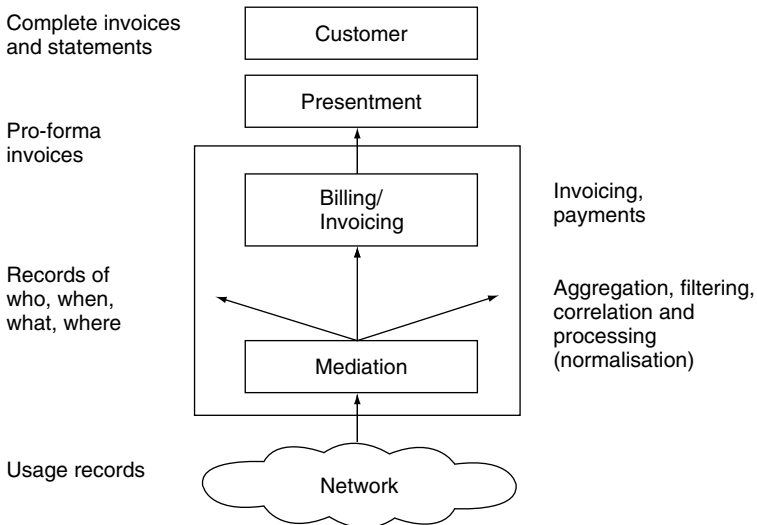 Complete invoices
and statements
Customer
Presentment
Pro-forma
invoices
Billing/
Invoicing
Invoicing,
payments
Records of
who, when,
what, where
Aggregation, filtering,
correlation and
processing
(normalisation)
Mediation
Usage records
Network